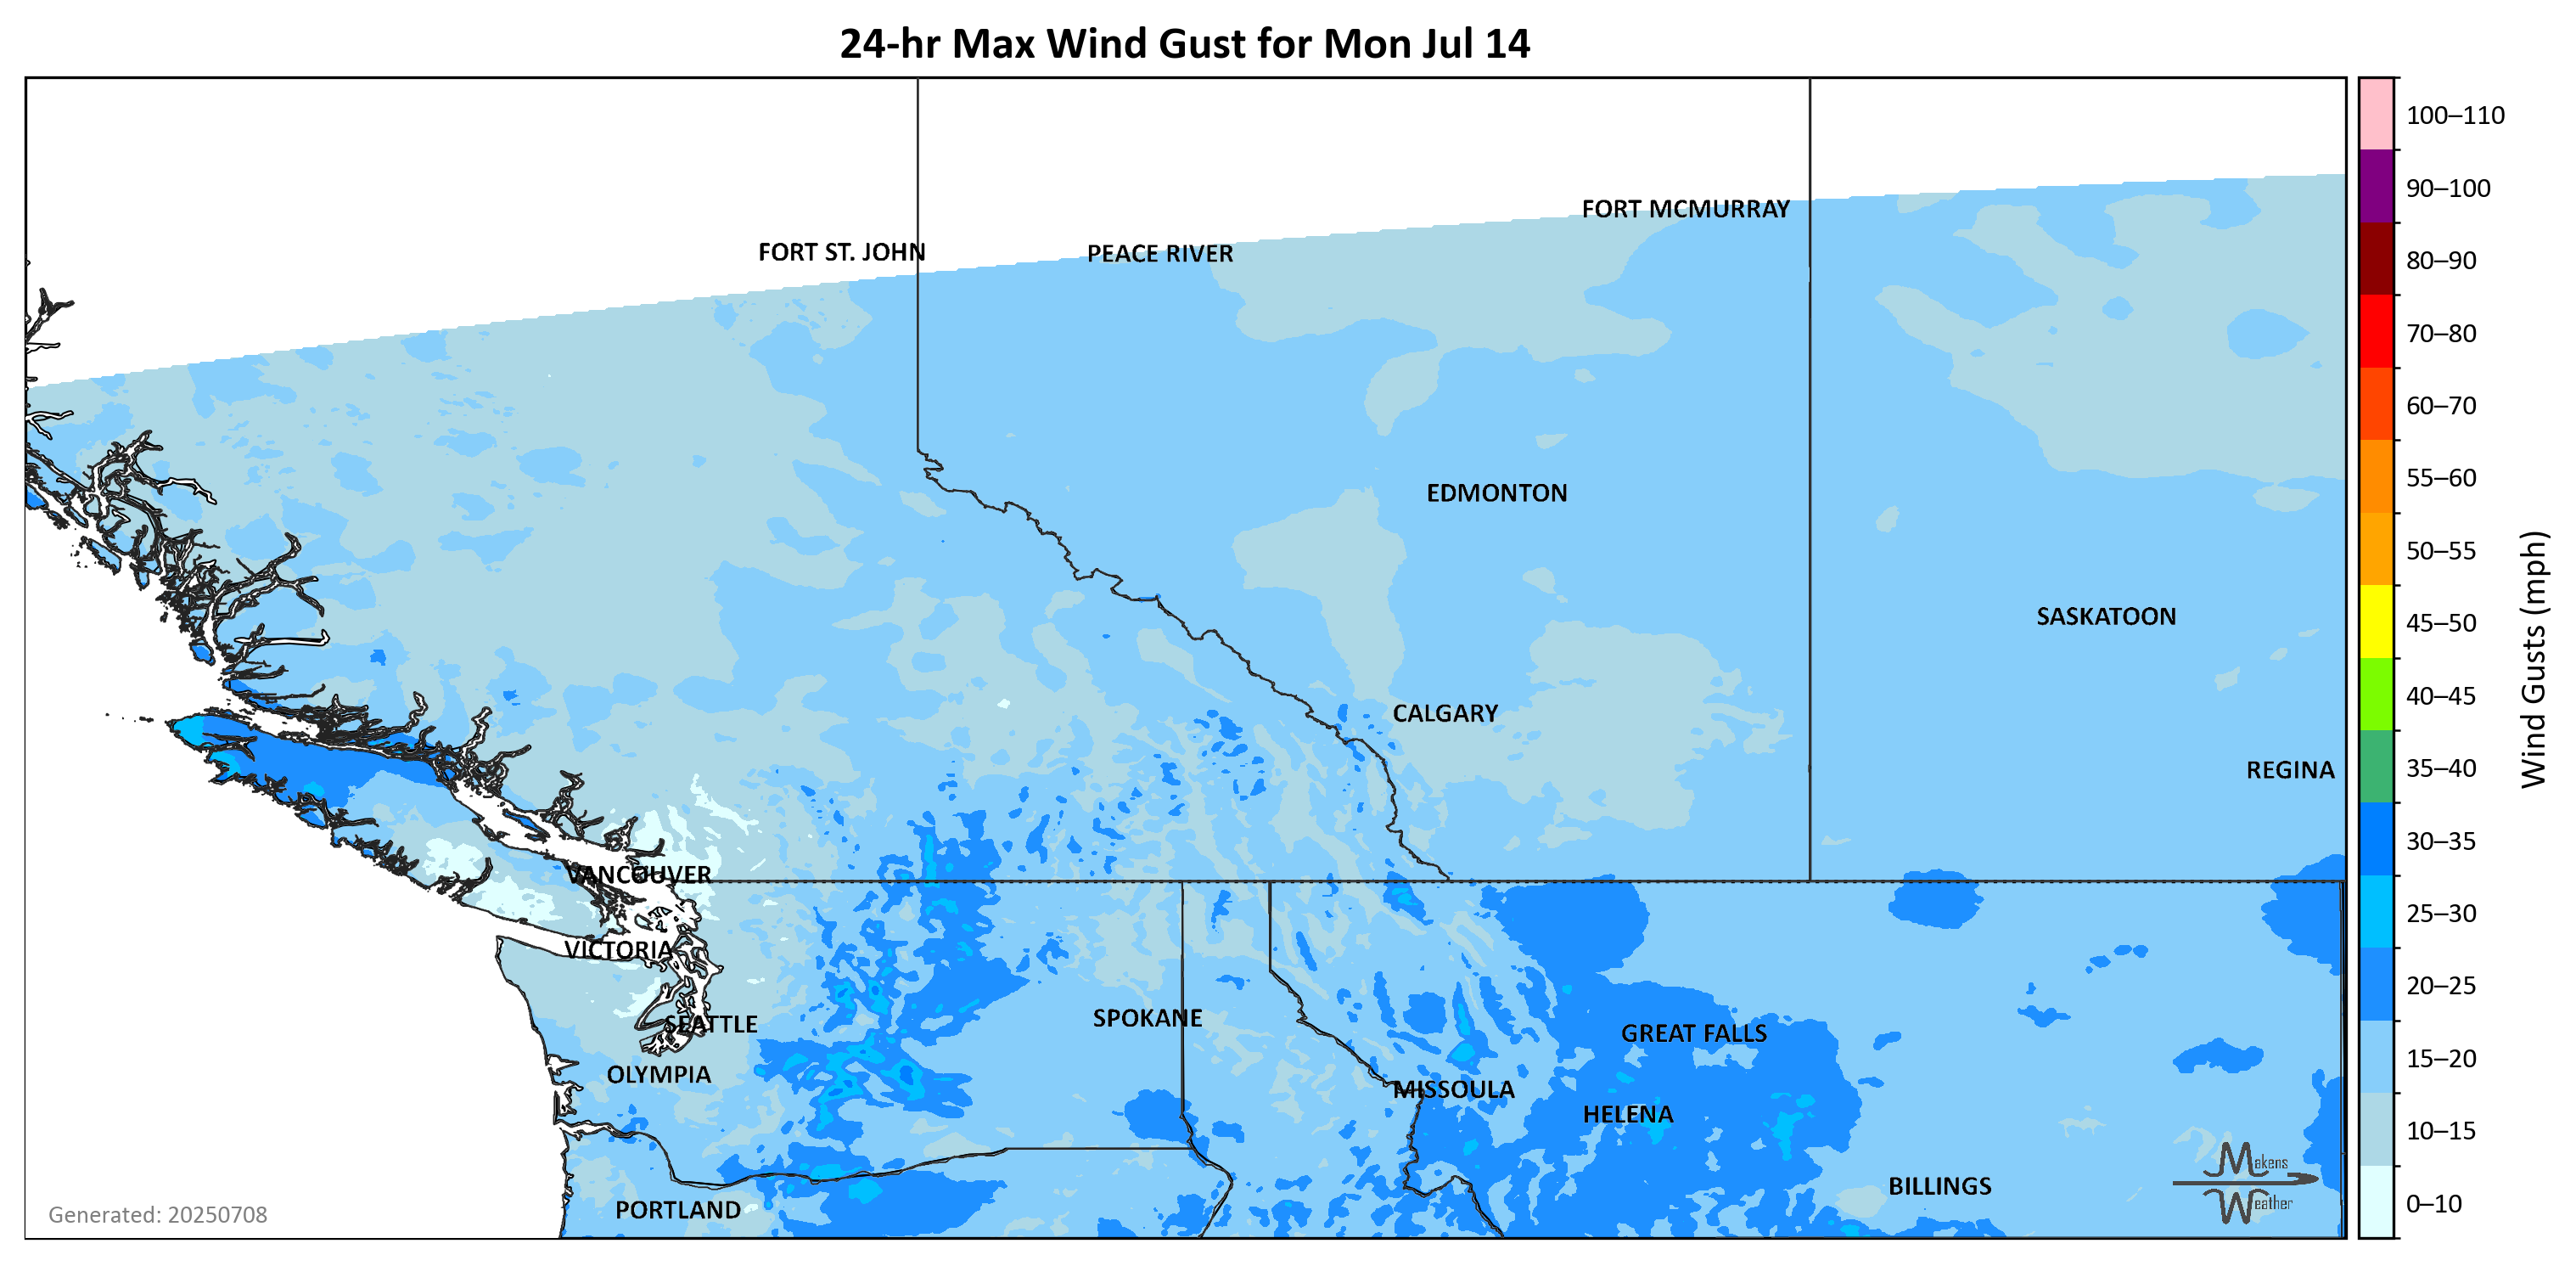 24-hr Max Wind Gust for Mon Jul 14
100–110
90–100
80–90
70–80
60–70
55–60
50–55
45–50
40–45
35–40
30–35
25–30
20–25
15–20
10–15
0–10
Wind Gusts (mph)
FORT MCMURRAY
FORT ST. JOHN
PEACE RIVER
EDMONTON
SASKATOON
CALGARY
REGINA
VANCOUVER
VICTORIA
SEATTLE
SPOKANE
GREAT FALLS
OLYMPIA
MISSOULA
HELENA
BILLINGS
PORTLAND
Makens
Weather
Generated: 20250708